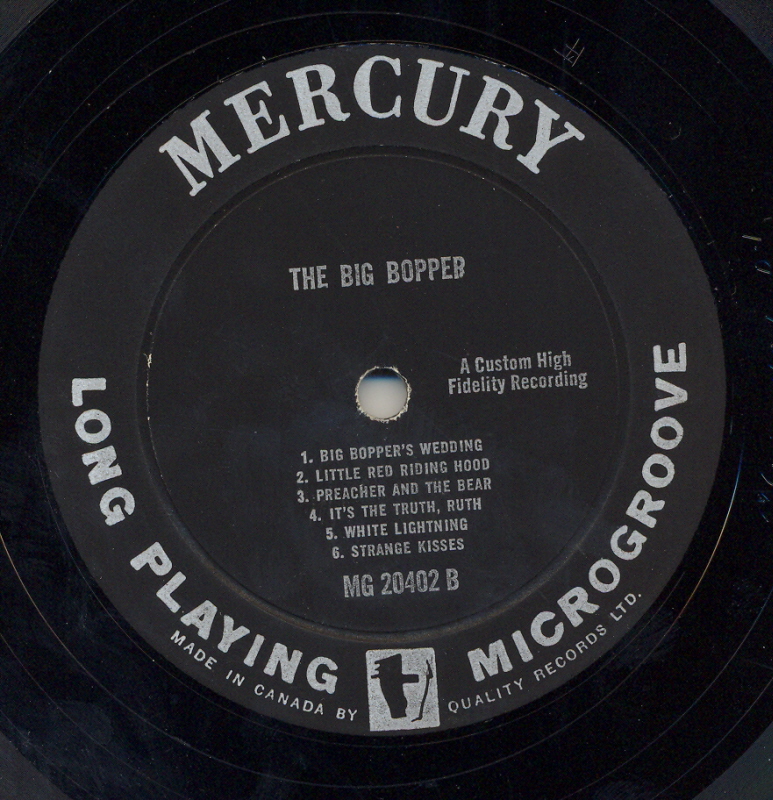 MERCURY
THE BIG BOPPER
A Custom High
Fidelity Recording
1. BIG BOPPER'S WEDDING
2. LITTLE RED RIDING HOOD
3. PREACHER AND THE BEAR
4. IT'S THE TRUTH, RUTH
5. WHITE LIGHTNING
6. STRANGE KISSES
MG 20402 B
LONG PLAYING MICROGROOVE
MADE IN CANADA BY QUALITY RECORDS LTD.